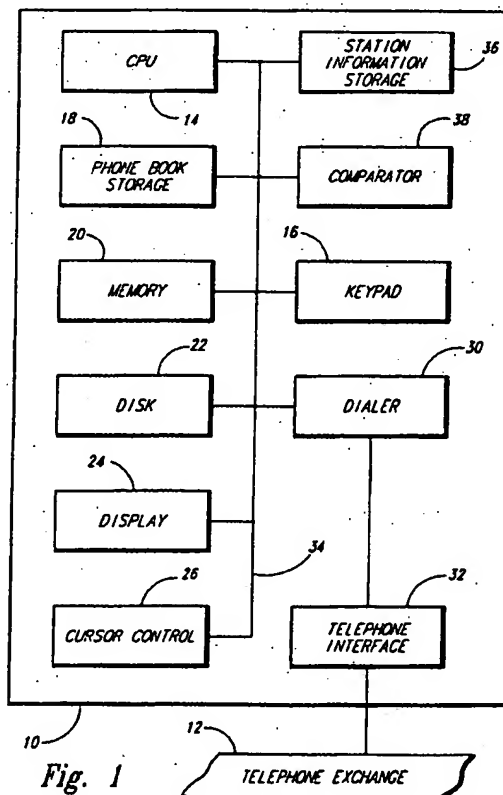 CPU
14
STATION
INFORMATION
STORAGE
36
18
PHONE BOOK
STORAGE
38
COMPARATOR
20
MEMORY
16
KEYPAD
22
DISK
30
DIALER
24
DISPLAY
34
26
CURSOR CONTROL
32
TELEPHONE
INTERFACE
10
12
Fig. 1
TELEPHONE EXCHANGE